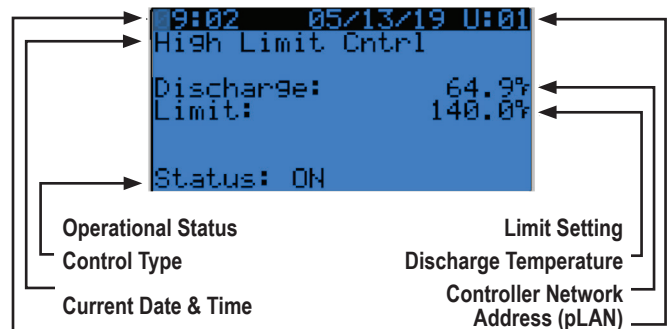 09:02 05/13/19 U:01
High Limit Cntrl
Discharge: 64.9°F
Limit: 140.0°F
Status: ON
Operational Status
Limit Setting
Control Type
Discharge Temperature
Current Date & Time
Controller Network
Address (pLAN)